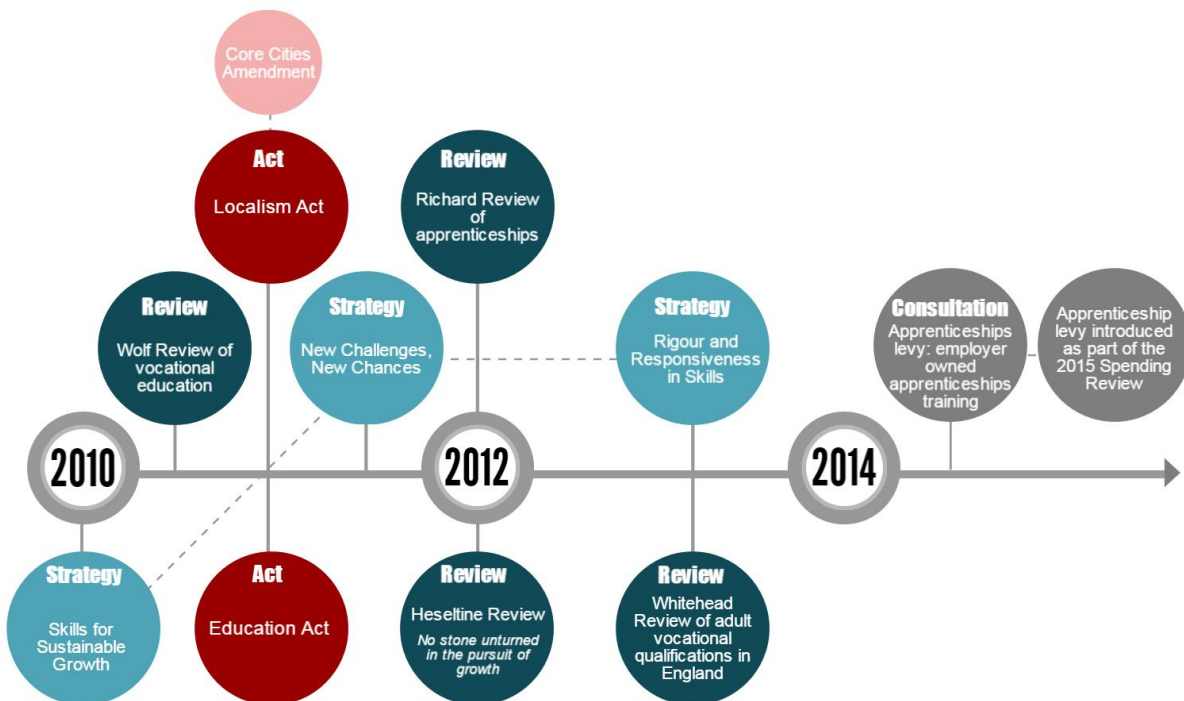 Core Cities
Amendment
Act
Localism Act
Review
Richard Review
of
apprenticeships
Review
Wolf Review of
vocational
education
Strategy
New Challenges,
New Chances
Strategy
Rigour and
Responsiveness
in Skills
Consultation
Apprenticeships
levy: employer
owned
apprenticeships
training
Apprenticeship
levy introduced
as part of the
2015 Spending
Review
2010
2012
2014
Strategy
Skills for
Sustainable
Growth
Act
Education Act
Review
Heseltine Review
No stone unturned
in the pursuit of
growth
Review
Whitehead
Review of adult
vocational
qualifications in
England